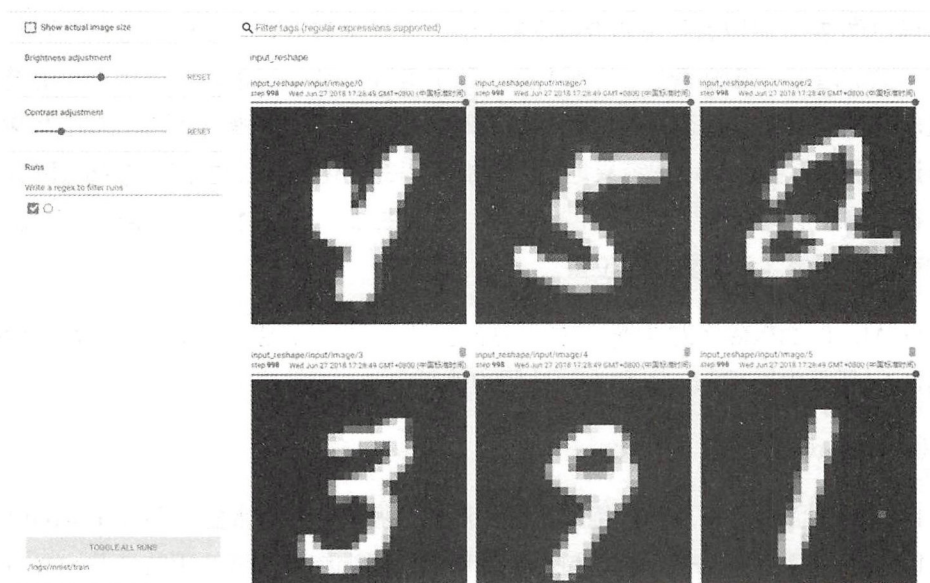 Show actual image size
Brightness adjustment
RESET
Contrast adjustment
RESET
Runs
Write a regex to filter runs
TOGGLE ALL RUNS
./logs/mnist/train
Filter tags (regular expressions supported)
input_reshape
input_reshape/input/image/0
step 998 Wed Jun 27 2018 17:28:49 GMT+0800 (中国标准时间)
input_reshape/input/image/1
step 998 Wed Jun 27 2018 17:28:49 GMT+0800 (中国标准时间)
input_reshape/input/image/2
step 998 Wed Jun 27 2018 17:28:49 GMT+0800 (中国标准时间)
4
5
2
input_reshape/input/image/3
step 998 Wed Jun 27 2018 17:28:49 GMT+0800 (中国标准时间)
input_reshape/input/image/4
step 998 Wed Jun 27 2018 17:28:49 GMT+0800 (中国标准时间)
input_reshape/input/image/5
step 998 Wed Jun 27 2018 17:28:49 GMT+0800 (中国标准时间)
3
9
1